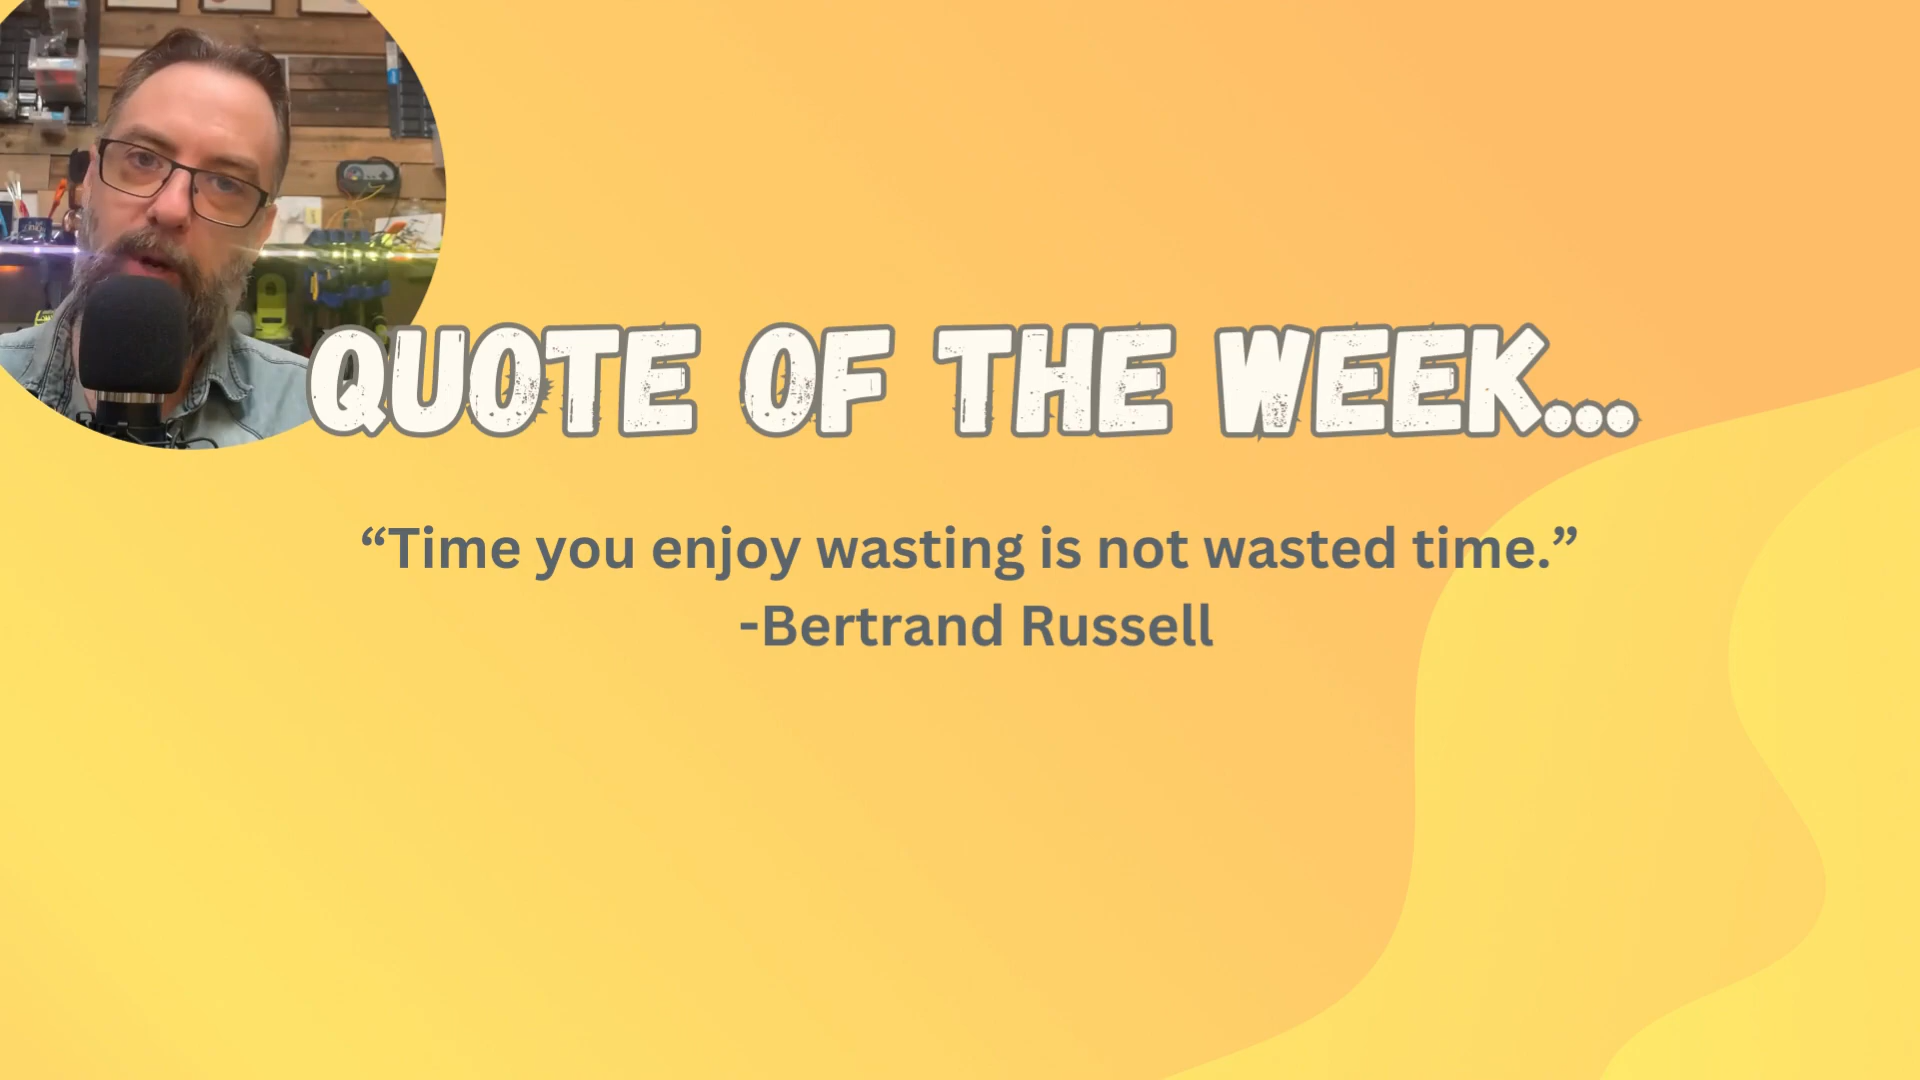 QUOTE OF THE WEEK...
“Time you enjoy wasting is not wasted time.”
-Bertrand Russell